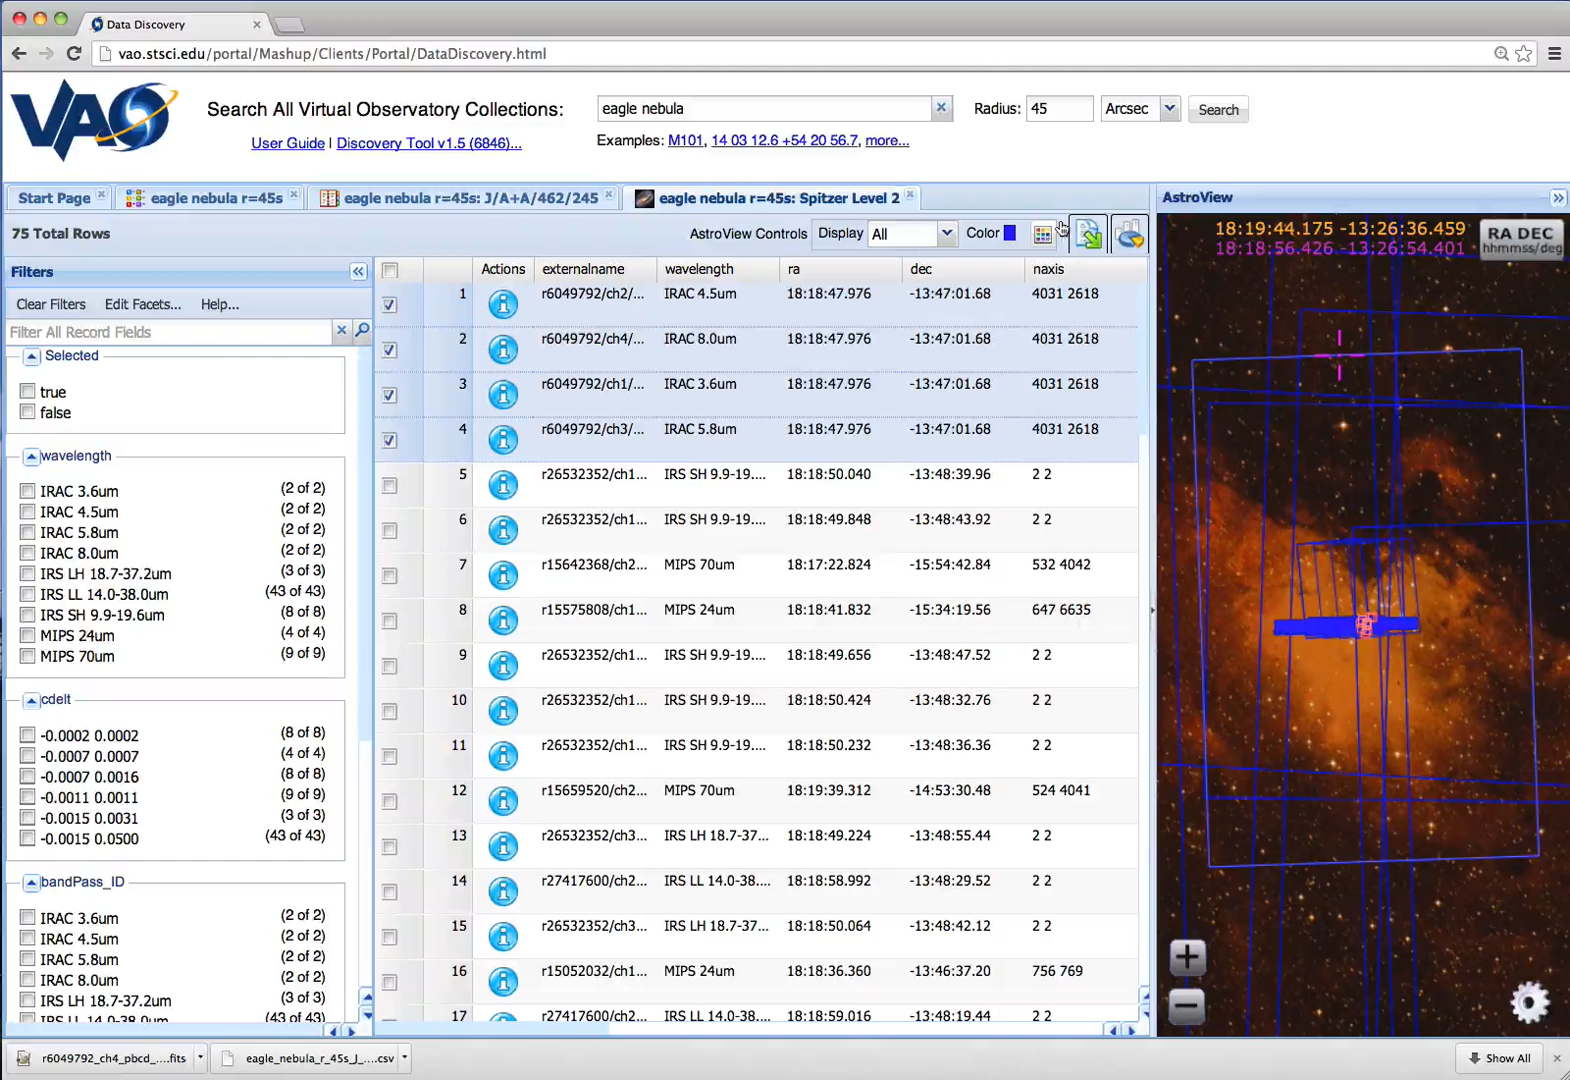 Data Discovery
vao.stsci.edu/portal/Mashup/Clients/Portal/DataDiscovery.html
VAO
Search All Virtual Observatory Collections:
eagle nebula
Radius: 45 Arcsec Search
User Guide | Discovery Tool v1.5 (6846)...
Examples: M101, 14 03 12.6 +54 20 56.7, more...
Start Page
eagle nebula r=45s
eagle nebula r=45s: J/A+A/462/245
eagle nebula r=45s: Spitzer Level 2
AstroView
75 Total Rows
AstroView Controls Display All Color
18:19:44.175 -13:26:36.459
18:18:56.426 -13:26:54.401
RA DEC
hhmmss/deg
Filters
Clear Filters Edit Facets... Help...
Filter All Record Fields
Selected
true
false
wavelength
IRAC 3.6um (2 of 2)
IRAC 4.5um (2 of 2)
IRAC 5.8um (2 of 2)
IRAC 8.0um (2 of 2)
IRS LH 18.7-37.2um (3 of 3)
IRS LL 14.0-38.0um (43 of 43)
IRS SH 9.9-19.6um (8 of 8)
MIPS 24um (4 of 4)
MIPS 70um (9 of 9)
cdelt
-0.0002 0.0002 (8 of 8)
-0.0007 0.0007 (4 of 4)
-0.0007 0.0016 (8 of 8)
-0.0011 0.0011 (9 of 9)
-0.0015 0.0031 (3 of 3)
-0.0015 0.0500 (43 of 43)
bandPass_ID
IRAC 3.6um (2 of 2)
IRAC 4.5um (2 of 2)
IRAC 5.8um (2 of 2)
IRAC 8.0um (2 of 2)
IRS LH 18.7-37.2um (3 of 3)
IRS LL 14.0-38.0um (43 of 43)
Actions externalname wavelength ra dec naxis
1 r6049792/ch2/... IRAC 4.5um 18:18:47.976 -13:47:01.68 4031 2618
2 r6049792/ch4/... IRAC 8.0um 18:18:47.976 -13:47:01.68 4031 2618
3 r6049792/ch1/... IRAC 3.6um 18:18:47.976 -13:47:01.68 4031 2618
4 r6049792/ch3/... IRAC 5.8um 18:18:47.976 -13:47:01.68 4031 2618
5 r26532352/ch1... IRS SH 9.9-19.... 18:18:50.040 -13:48:39.96 2 2
6 r26532352/ch1... IRS SH 9.9-19.... 18:18:49.848 -13:48:43.92 2 2
7 r15642368/ch2... MIPS 70um 18:17:22.824 -15:54:42.84 532 4042
8 r15575808/ch1... MIPS 24um 18:18:41.832 -15:34:19.56 647 6635
9 r26532352/ch1... IRS SH 9.9-19.... 18:18:49.656 -13:48:47.52 2 2
10 r26532352/ch1... IRS SH 9.9-19.... 18:18:50.424 -13:48:32.76 2 2
11 r26532352/ch1... IRS SH 9.9-19.... 18:18:50.232 -13:48:36.36 2 2
12 r15659520/ch2... MIPS 70um 18:19:39.312 -14:53:30.48 524 4041
13 r26532352/ch3... IRS LH 18.7-37... 18:18:49.224 -13:48:55.44 2 2
14 r27417600/ch2... IRS LL 14.0-38.... 18:18:58.992 -13:48:29.52 2 2
15 r26532352/ch3... IRS LH 18.7-37... 18:18:50.064 -13:48:42.12 2 2
16 r15052032/ch1... MIPS 24um 18:18:36.360 -13:46:37.20 756 769
17 r27417600/ch2... IRS LL 14.0-38.... 18:18:59.016 -13:48:19.44 2 2
r6049792_ch4_pbcd_....fits
eagle_nebula_r_45s_J_....csv
Show All